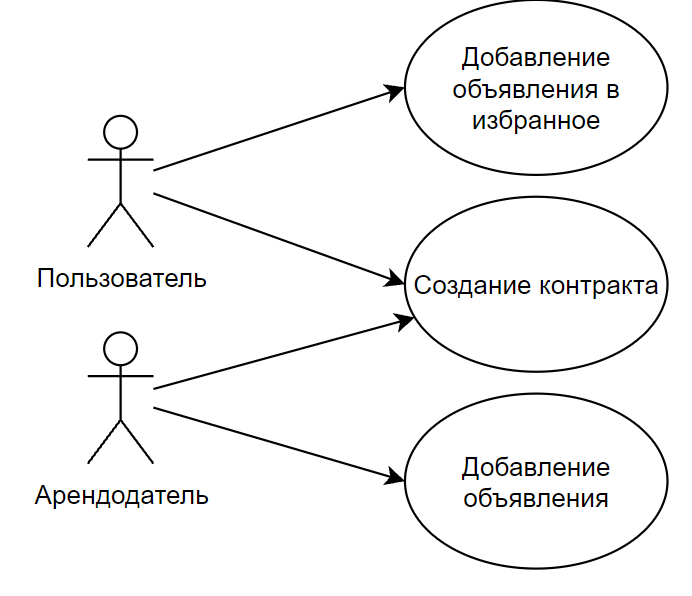 Добавление
объявления в
избранное
Пользователь
Создание контракта
Арендодатель
Добавление
объявления